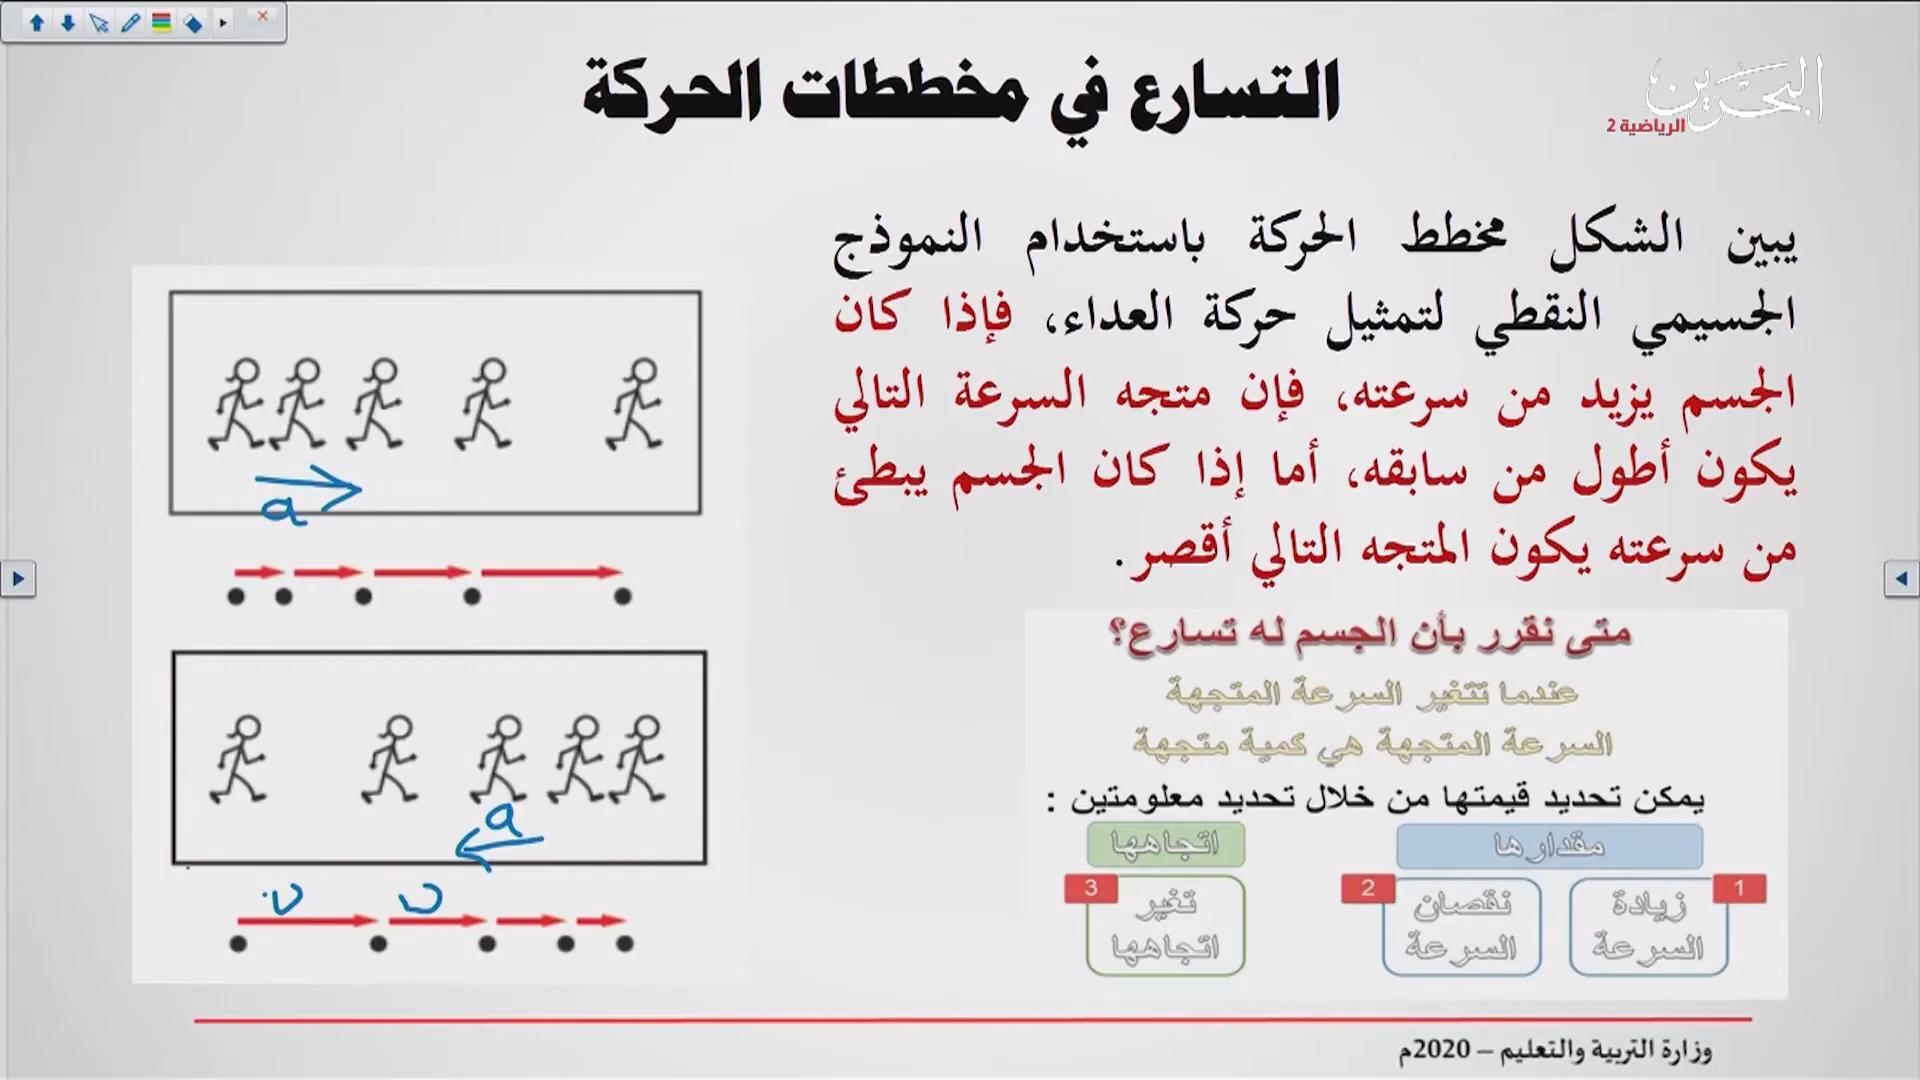 التسارع في مخططات الحركة
البحرين
الرياضية 2
يبين الشكل مخطط الحركة باستخدام النموذج
الجسيمي النقطي لتمثيل حركة العداء، فإذا كان
الجسم يزيد من سرعته، فإن متجه السرعة التالي
يكون أطول من سابقه، أما إذا كان الجسم يبطئ
من سرعته يكون المتجه التالي أقصر.
a
a
v
v
متى نقرر بأن الجسم له تسارع؟
عندما تتغير السرعة المتجهة
السرعة المتجهة هي كمية متجهة
يمكن تحديد قيمتها من خلال تحديد معلومتين :
مقدارها
اتجاهها
1
زيادة
السرعة
2
نقصان
السرعة
3
تغير
اتجاهها
وزارة التربية والتعليم – 2020م